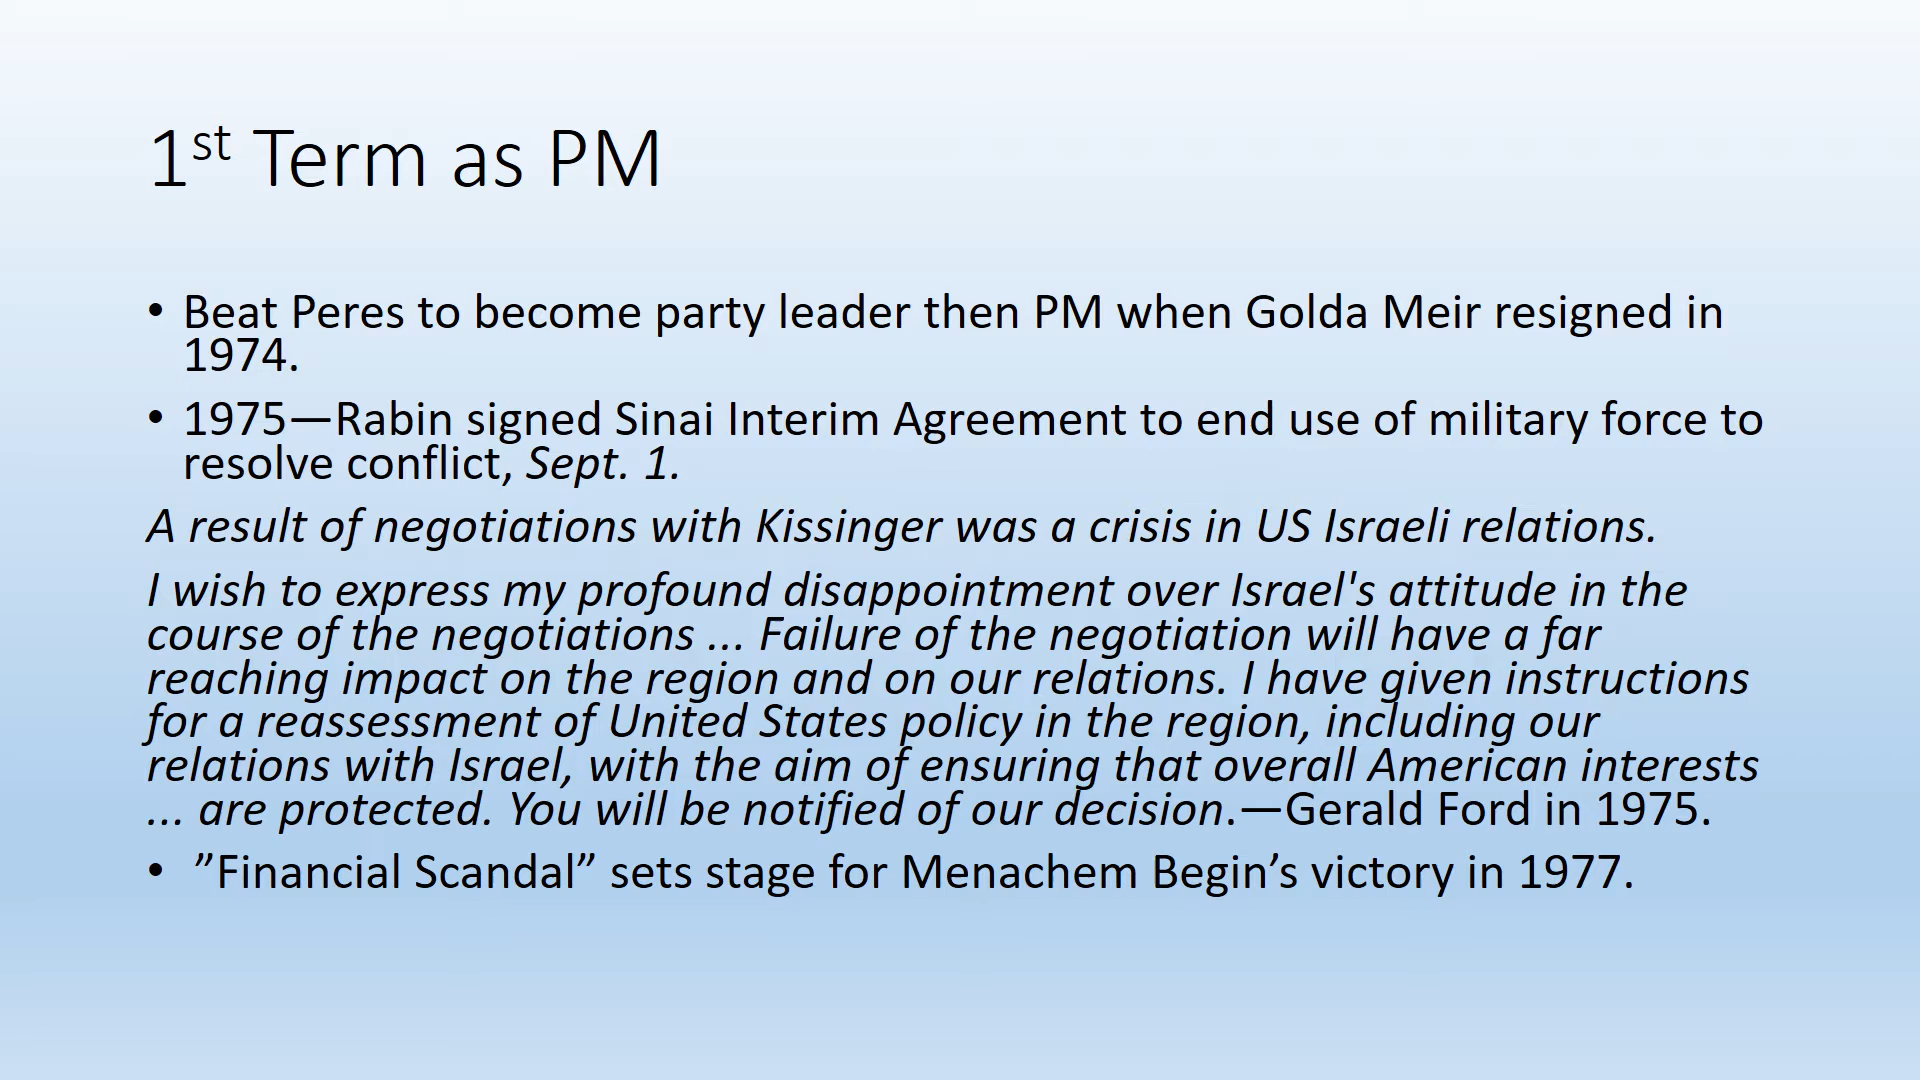 1st Term as PM
• Beat Peres to become party leader then PM when Golda Meir resigned in
1974.
• 1975—Rabin signed Sinai Interim Agreement to end use of military force to
resolve conflict, Sept. 1.
A result of negotiations with Kissinger was a crisis in US Israeli relations.
I wish to express my profound disappointment over Israel's attitude in the
course of the negotiations ... Failure of the negotiation will have a far
reaching impact on the region and on our relations. I have given instructions
for a reassessment of United States policy in the region, including our
relations with Israel, with the aim of ensuring that overall American interests
... are protected. You will be notified of our decision.—Gerald Ford in 1975.
• ”Financial Scandal” sets stage for Menachem Begin’s victory in 1977.